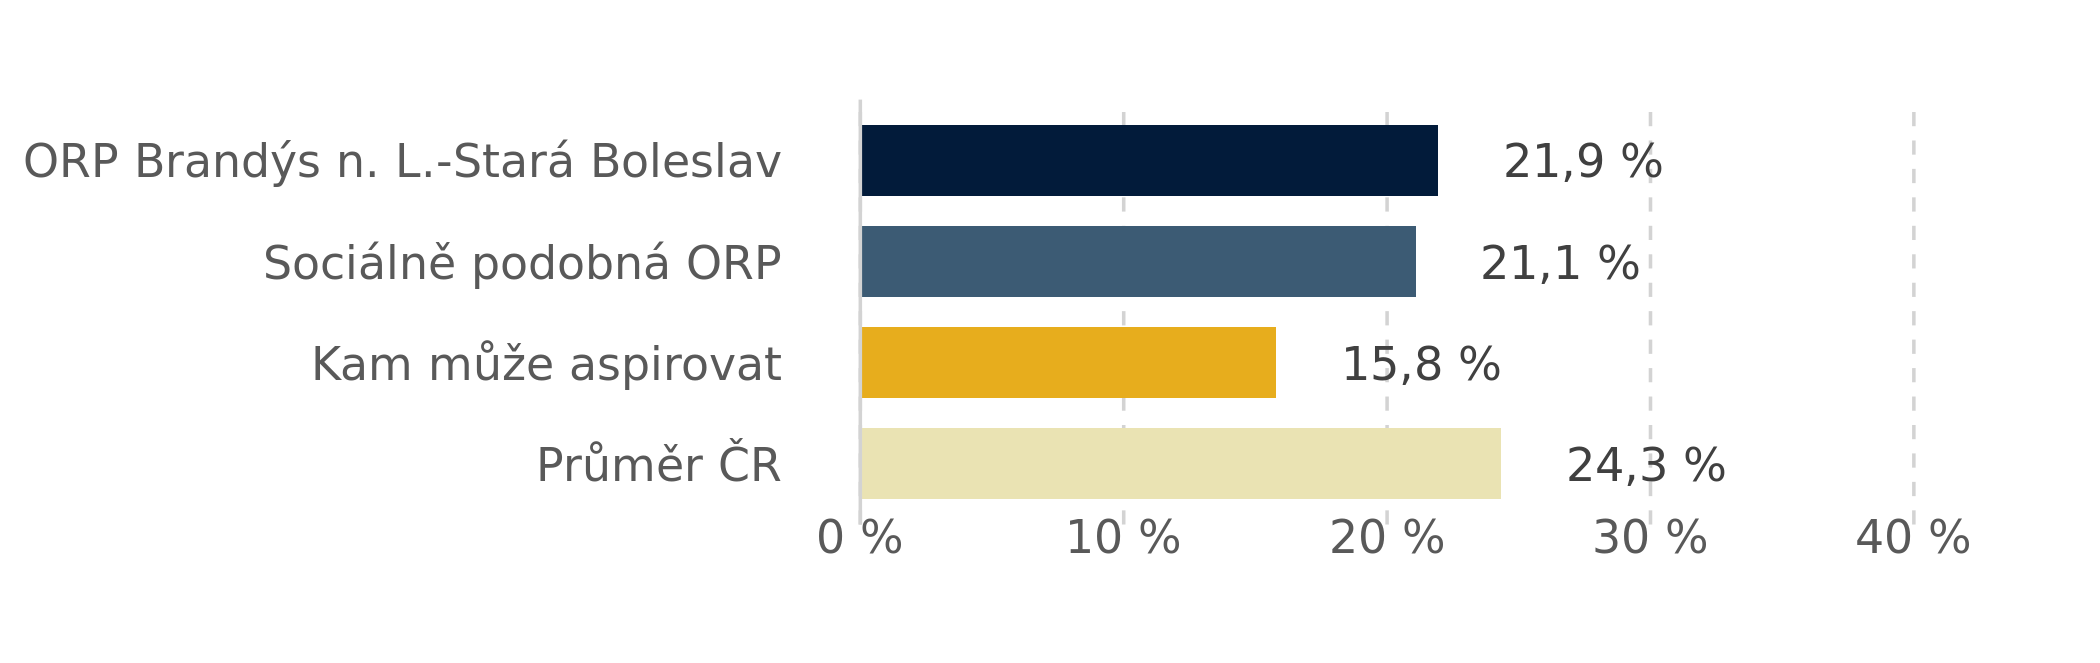 ORP Brandýs n. L.-Stará Boleslav 21,9 %
Sociálně podobná ORP 21,1 %
Kam může aspirovat 15,8 %
Průměr ČR 24,3 %
0 % 10 % 20 % 30 % 40 %